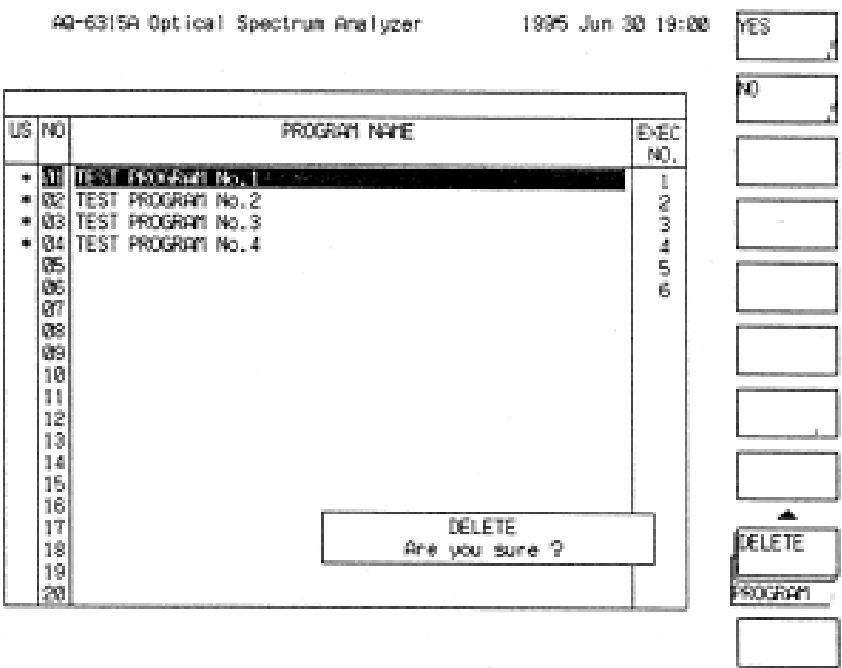 AQ-6315A Optical Spectrum Analyzer 1995 Jun 30 19:00
YES
NO
US NO PROGRAM NAME EXEC NO.
* 01 TEST PROGRAM No.1 1
* 02 TEST PROGRAM No.2 2
* 03 TEST PROGRAM No.3 3
* 04 TEST PROGRAM No.4 4
05 5
06 6
07
08
09
10
11
12
13
14
15
16
17
18
19
20
DELETE
Are you sure ?
DELETE
PROGRAM